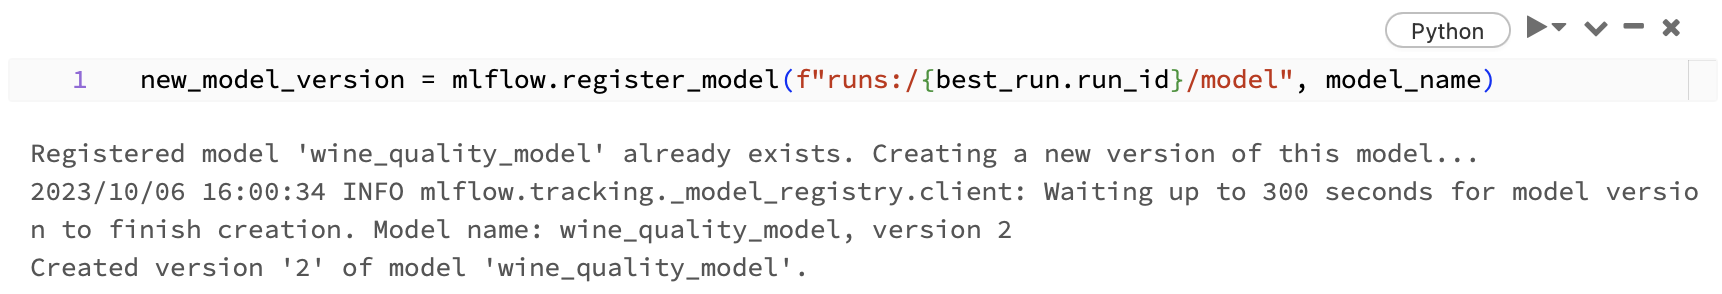 Python
1 new_model_version = mlflow.register_model(f"runs:/{best_run.run_id}/model", model_name)
Registered model 'wine_quality_model' already exists. Creating a new version of this model...
2023/10/06 16:00:34 INFO mlflow.tracking._model_registry.client: Waiting up to 300 seconds for model versio
n to finish creation. Model name: wine_quality_model, version 2
Created version '2' of model 'wine_quality_model'.